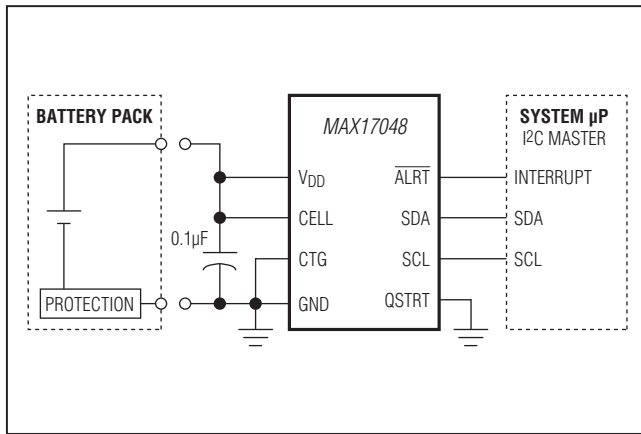 BATTERY PACK
PROTECTION
0.1µF
MAX17048
VDD
CELL
CTG
GND
ALRT
SDA
SCL
QSTRT
SYSTEM µP
I2C MASTER
INTERRUPT
SDA
SCL